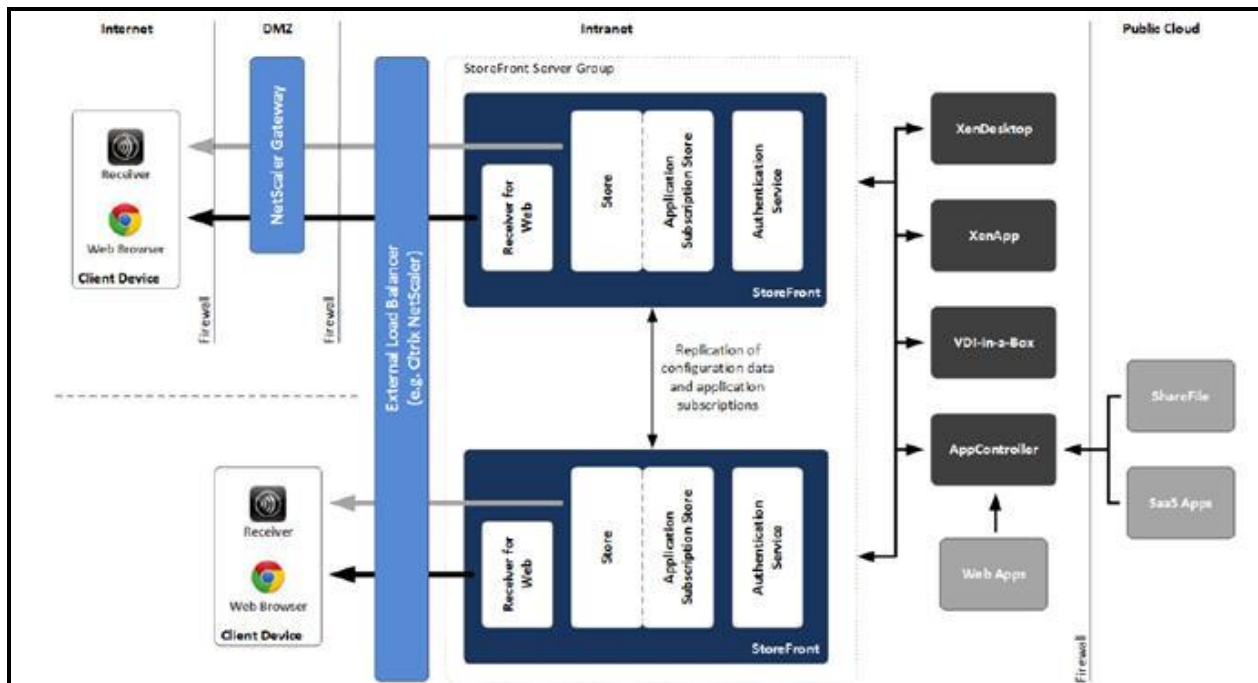 Internet
DMZ
Intranet
Public Cloud
StoreFront Server Group
Receiver
Web Browser
Client Device
Firewall
NetScaler Gateway
Firewall
External Load Balancer
(e.g. Citrix NetScaler)
Receiver for
Web
Store
Application
Subscription Store
Authentication
Service
StoreFront
Replication of
configuration data
and application
subscriptions
Receiver
Web Browser
Client Device
Receiver for
Web
Store
Application
Subscription Store
Authentication
Service
StoreFront
XenDesktop
XenApp
VDI-in-a-Box
AppController
Web Apps
ShareFile
SaaS Apps
Firewall